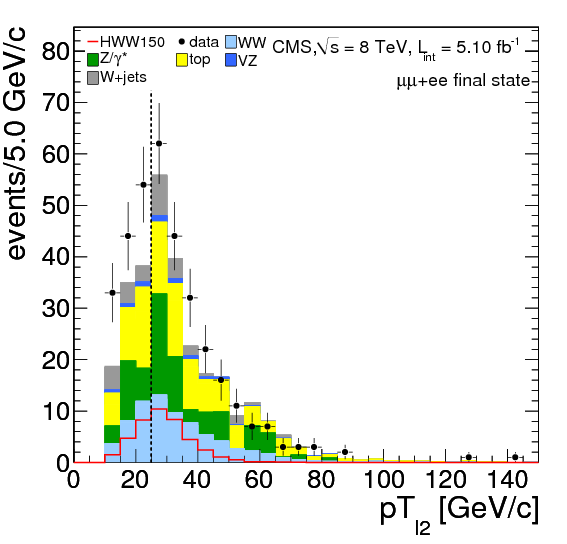 events/5.0 GeV/c
80
70
60
50
40
30
20
10
0
HWW150
data
WW
Z/γ*
top
VZ
W+jets
CMS,√s = 8 TeV, L_int = 5.10 fb⁻¹
μμ+ee final state
0 20 40 60 80 100 120 140
pT_l2 [GeV/c]